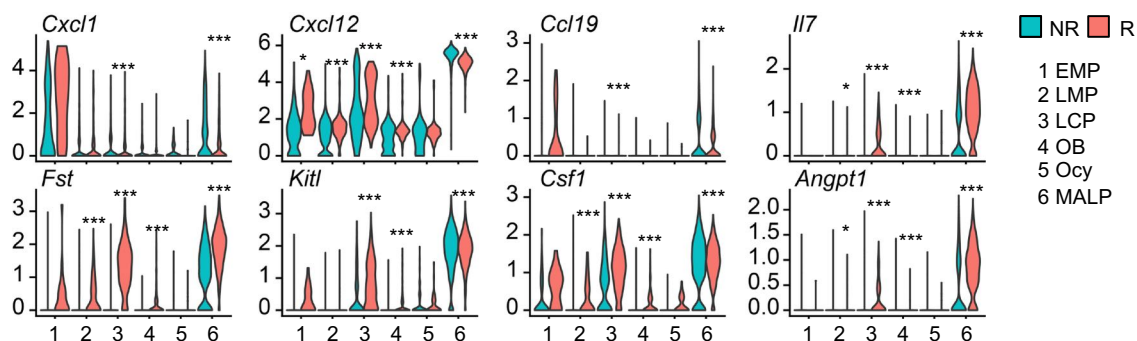 Cxcl1 Cxcl12 Ccl19 Il7
NR R
4 2 0
*** 
6 4 2 0
* *** *** *** ***
3 2 1 0
*** ***
2 1 0
* *** *** ***
1 EMP
2 LMP
3 LCP
4 OB
5 Ocy
6 MALP
Fst Kitl Csf1 Angpt1
3 2 1 0
*** *** *** ***
3 2 1 0
*** *** ***
3 2 1 0
*** *** *** ***
2.0 1.5 1.0 0.5 0.0
* *** *** ***
1 2 3 4 5 6 1 2 3 4 5 6 1 2 3 4 5 6 1 2 3 4 5 6